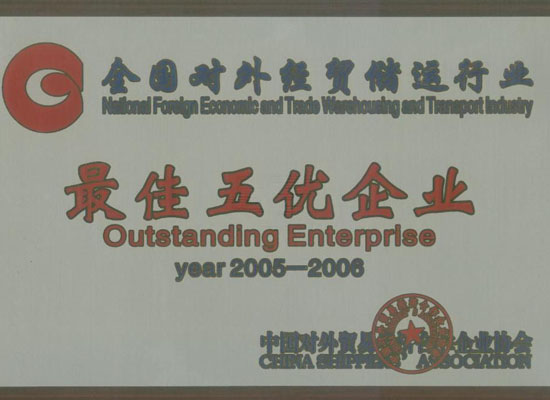 全国对外经贸储运行业
National Foreign Economic and Trade Warehousing and Transport Industry
最佳五优企业
Outstanding Enterprise
year 2005—2006
中国对外贸易 企业协会
CHINA SHIPPERS' ASSOCIATION